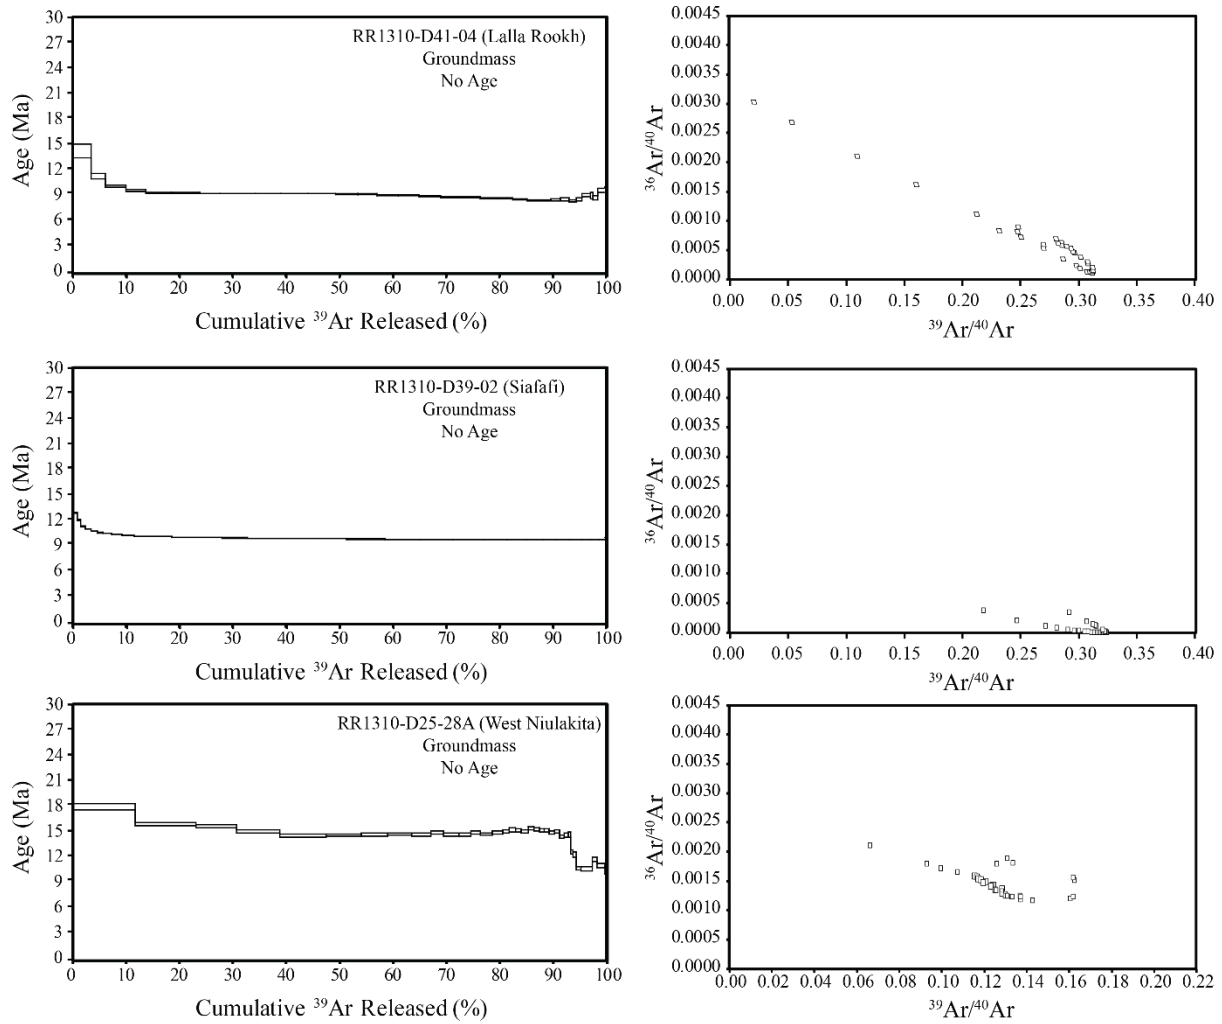 30
27
24
21
18
15
12
9
6
3
0
Age (Ma)
RR1310-D41-04 (Lalla Rookh)
Groundmass
No Age
0 10 20 30 40 50 60 70 80 90 100
Cumulative ³⁹Ar Released (%)
0.0045
0.0040
0.0035
0.0030
0.0025
0.0020
0.0015
0.0010
0.0005
0.0000
³⁶Ar/⁴⁰Ar
0.00 0.05 0.10 0.15 0.20 0.25 0.30 0.35 0.40
³⁹Ar/⁴⁰Ar
30
27
24
21
18
15
12
9
6
3
0
Age (Ma)
RR1310-D39-02 (Siafafi)
Groundmass
No Age
0 10 20 30 40 50 60 70 80 90 100
Cumulative ³⁹Ar Released (%)
0.0045
0.0040
0.0035
0.0030
0.0025
0.0020
0.0015
0.0010
0.0005
0.0000
³⁶Ar/⁴⁰Ar
0.00 0.05 0.10 0.15 0.20 0.25 0.30 0.35 0.40
³⁹Ar/⁴⁰Ar
30
27
24
21
18
15
12
9
6
3
0
Age (Ma)
RR1310-D25-28A (West Niulakita)
Groundmass
No Age
0 10 20 30 40 50 60 70 80 90 100
Cumulative ³⁹Ar Released (%)
0.0045
0.0040
0.0035
0.0030
0.0025
0.0020
0.0015
0.0010
0.0005
0.0000
³⁶Ar/⁴⁰Ar
0.00 0.02 0.04 0.06 0.08 0.10 0.12 0.14 0.16 0.18 0.20 0.22
³⁹Ar/⁴⁰Ar